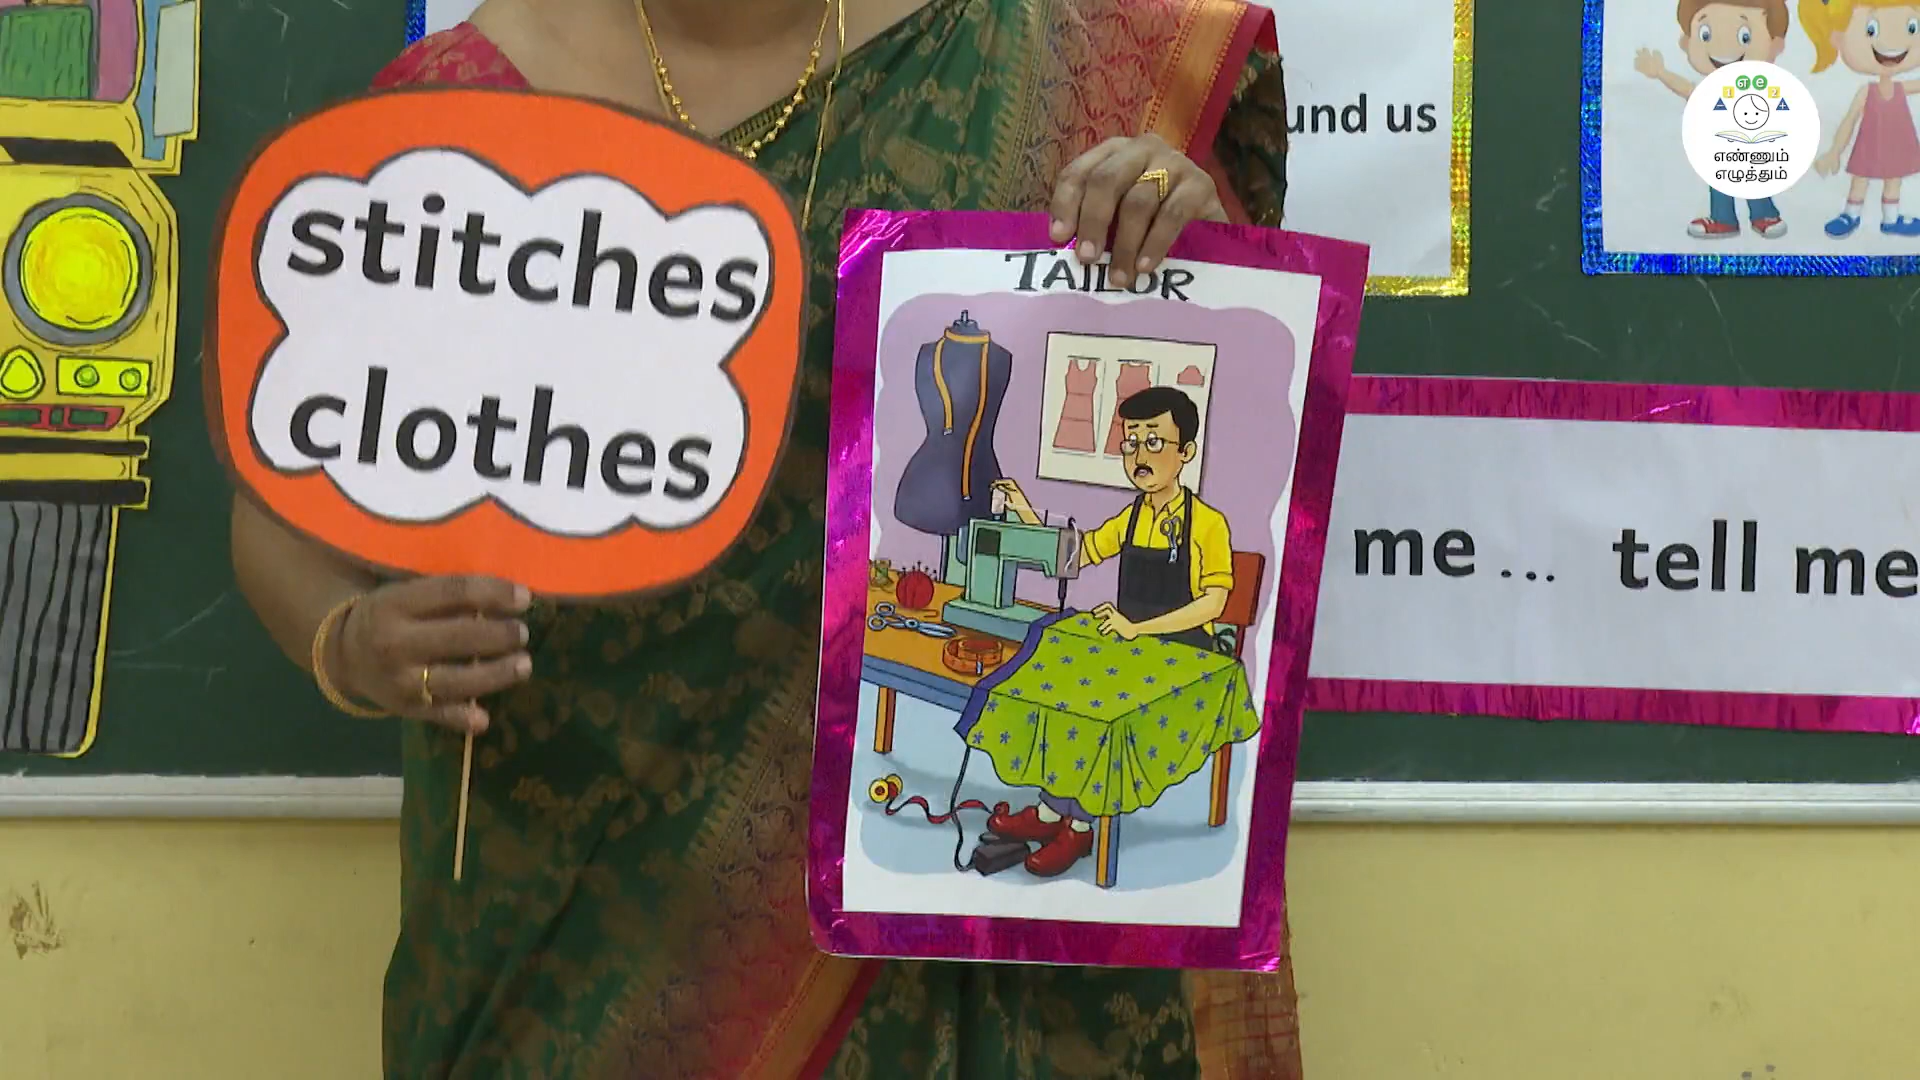 stitches
clothes
TAILOR
und us
me ... tell me
எண்ணும்
எழுத்தும்